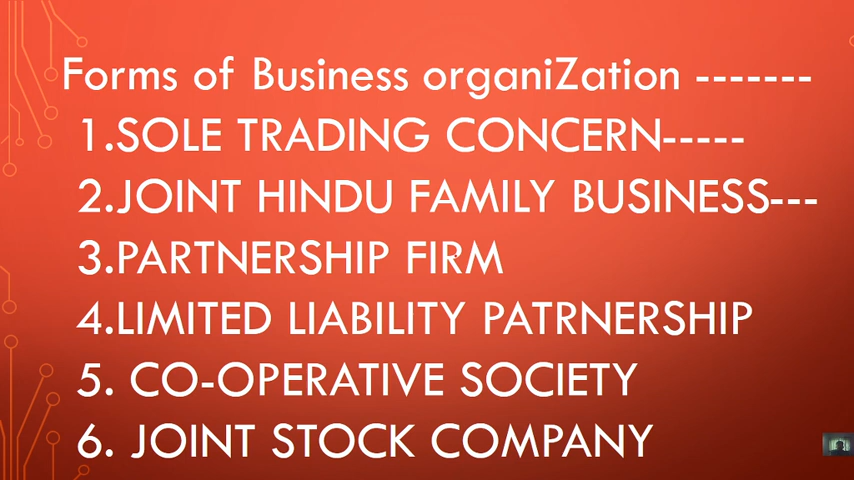 Forms of Business organiZation -------
1.SOLE TRADING CONCERN-----
2.JOINT HINDU FAMILY BUSINESS---
3.PARTNERSHIP FIRM
4.LIMITED LIABILITY PATRNERSHIP
5. CO-OPERATIVE SOCIETY
6. JOINT STOCK COMPANY